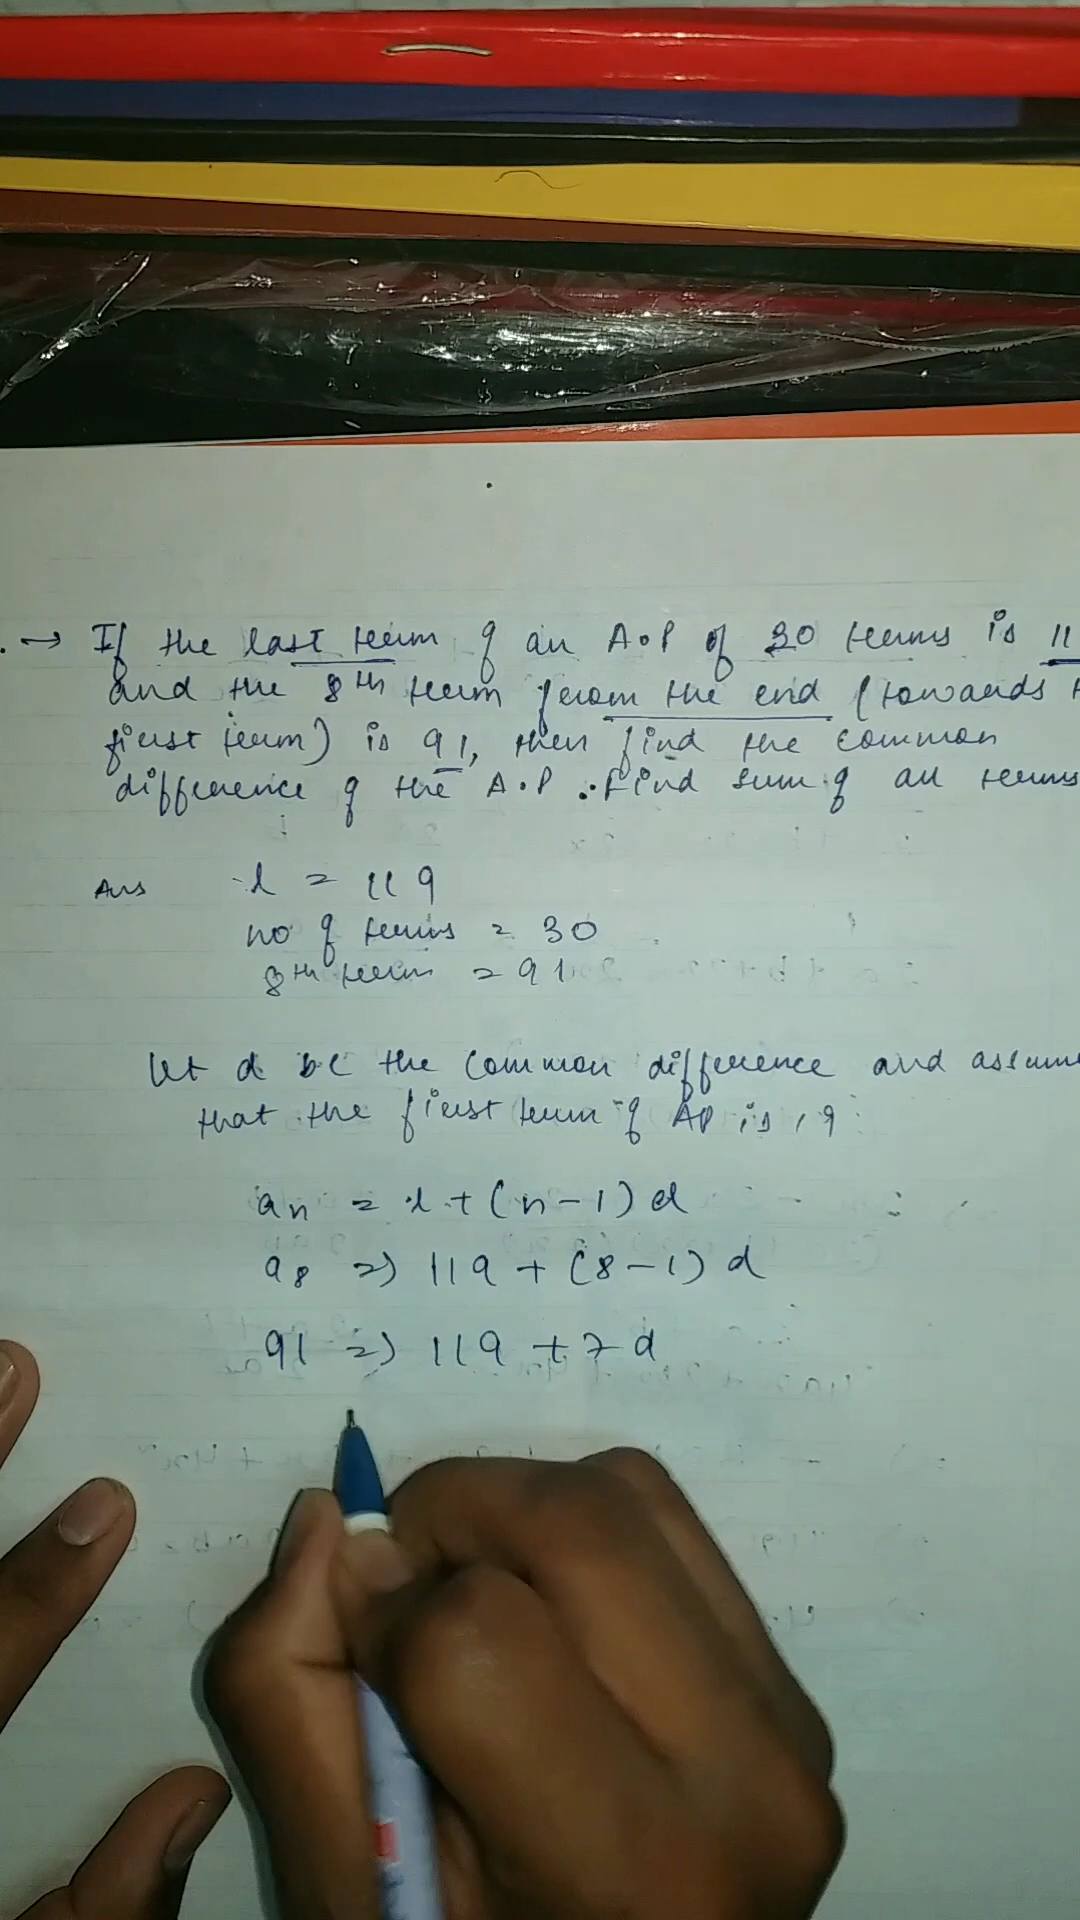 . → If the last term of an A.P of 30 terms is 11
and the 8th term from the end (towards t
first term) is 91, then find the common
difference of the A.P. Find sum of all terms
Ans l = 119
no of terms = 30
8th term = 91
let d be the common difference and assume
that the first term of AP is, 9
an = l + (n-1) d
a8 => 119 + (8-1) d
91 => 119 + 7d